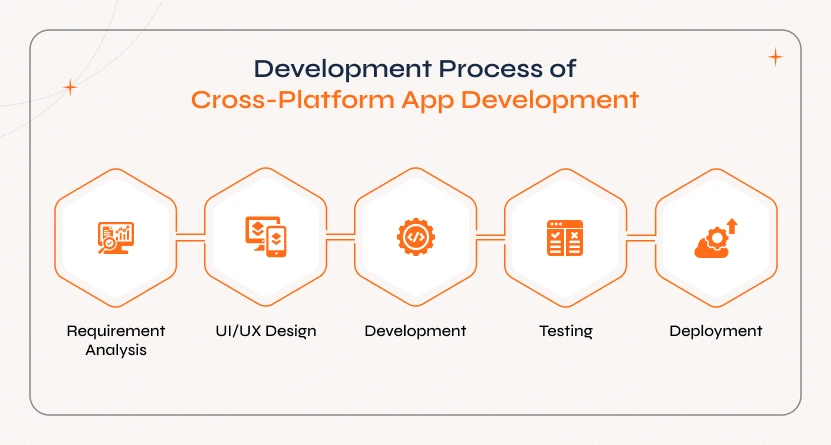 Development Process of
Cross-Platform App Development
Requirement
Analysis
UI/UX Design
Development
Testing
Deployment